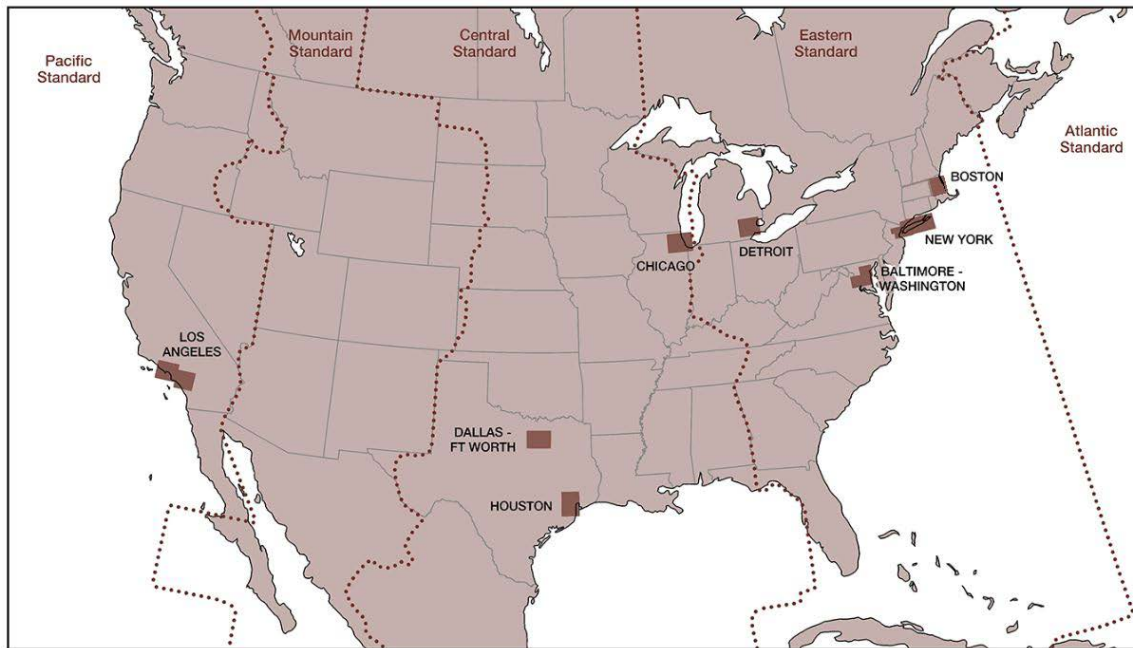 Pacific
Standard
Mountain
Standard
Central
Standard
Eastern
Standard
Atlantic
Standard
BOSTON
NEW YORK
DETROIT
CHICAGO
BALTIMORE -
WASHINGTON
LOS
ANGELES
DALLAS -
FT WORTH
HOUSTON